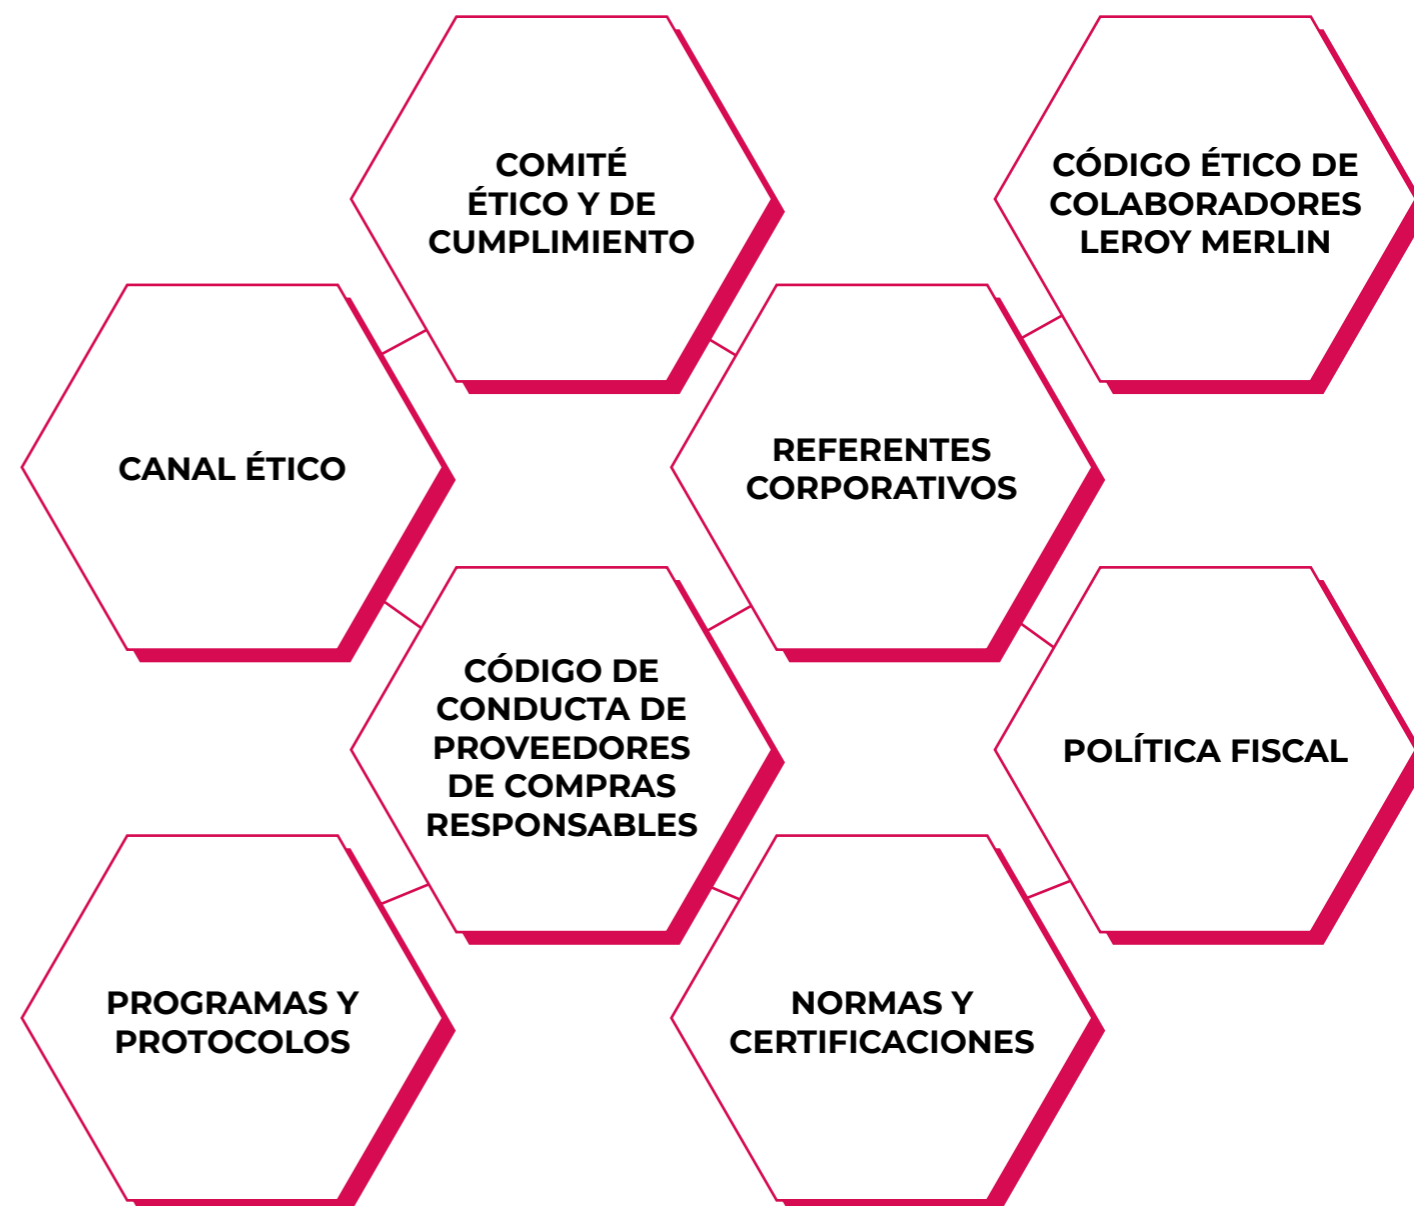 COMITÉ
ÉTICO Y DE
CUMPLIMIENTO
CÓDIGO ÉTICO DE
COLABORADORES
LEROY MERLIN
CANAL ÉTICO
REFERENTES
CORPORATIVOS
CÓDIGO DE
CONDUCTA DE
PROVEEDORES
DE COMPRAS
RESPONSABLES
POLÍTICA FISCAL
PROGRAMAS Y
PROTOCOLOS
NORMAS Y
CERTIFICACIONES